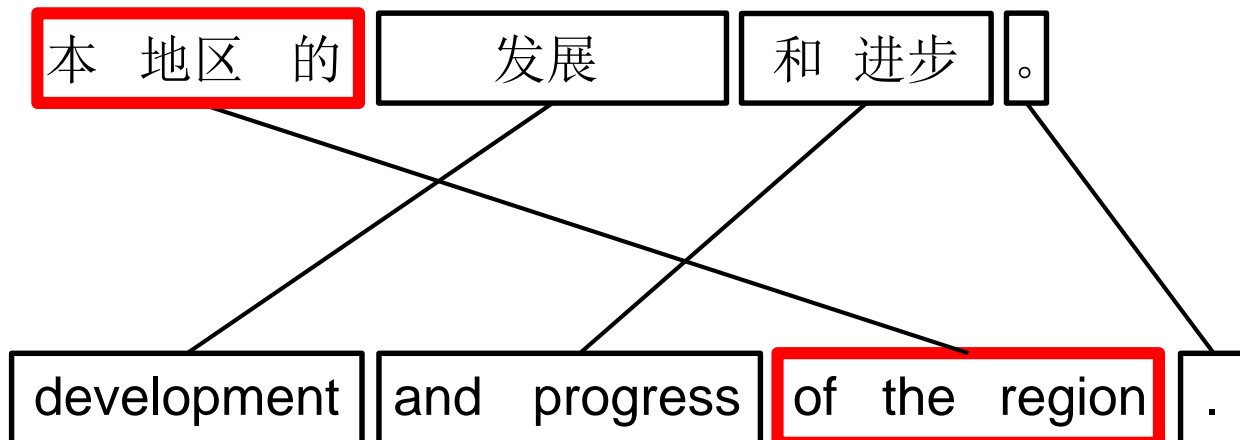 本 地区 的 发展 和 进步 。
development and progress of the region .